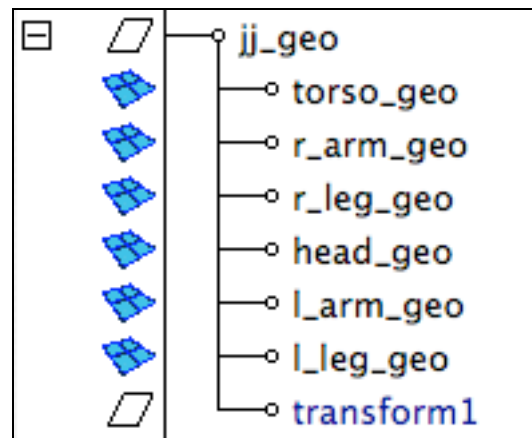 jj_geo
torso_geo
r_arm_geo
r_leg_geo
head_geo
l_arm_geo
l_leg_geo
transform1